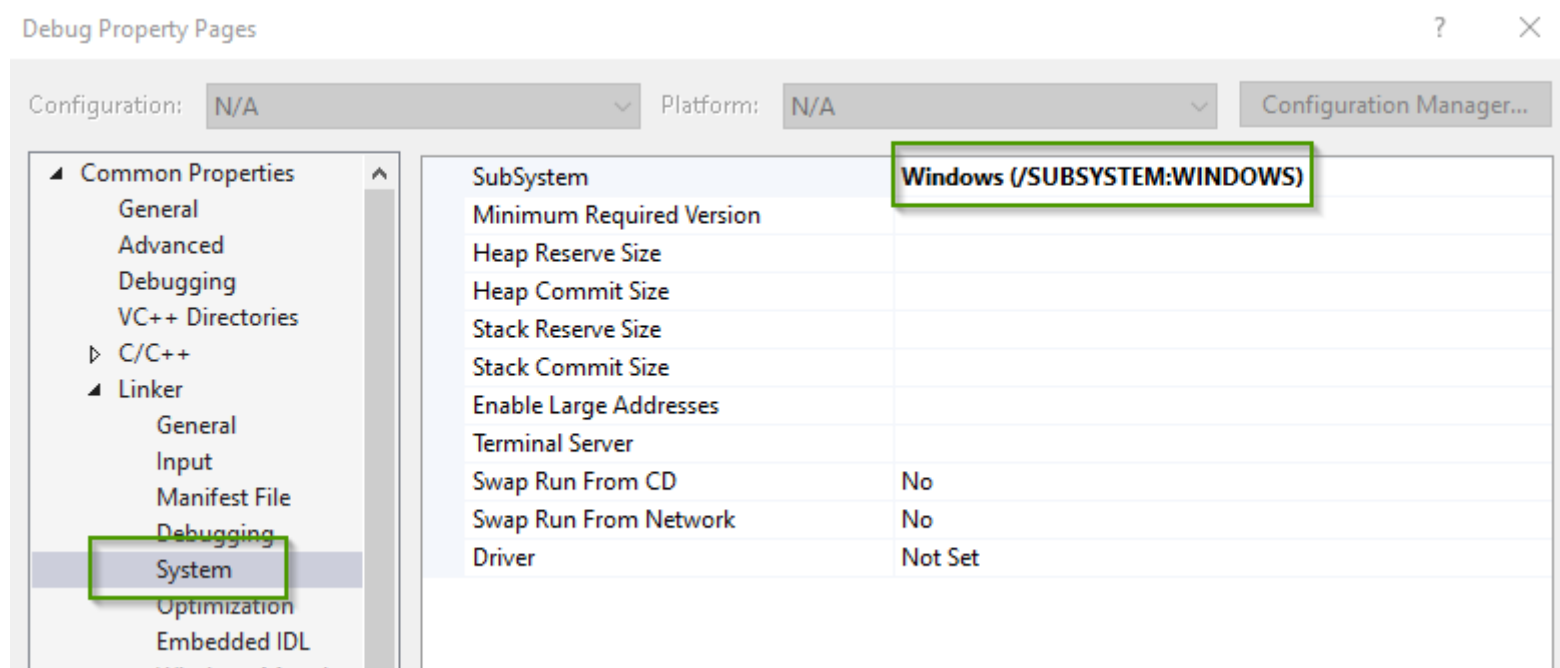 Debug Property Pages ? ×
Configuration: N/A Platform: N/A Configuration Manager...
Common Properties
General
Advanced
Debugging
VC++ Directories
C/C++
Linker
General
Input
Manifest File
Debugging
System
Optimization
Embedded IDL
SubSystem Windows (/SUBSYSTEM:WINDOWS)
Minimum Required Version
Heap Reserve Size
Heap Commit Size
Stack Reserve Size
Stack Commit Size
Enable Large Addresses
Terminal Server
Swap Run From CD No
Swap Run From Network No
Driver Not Set